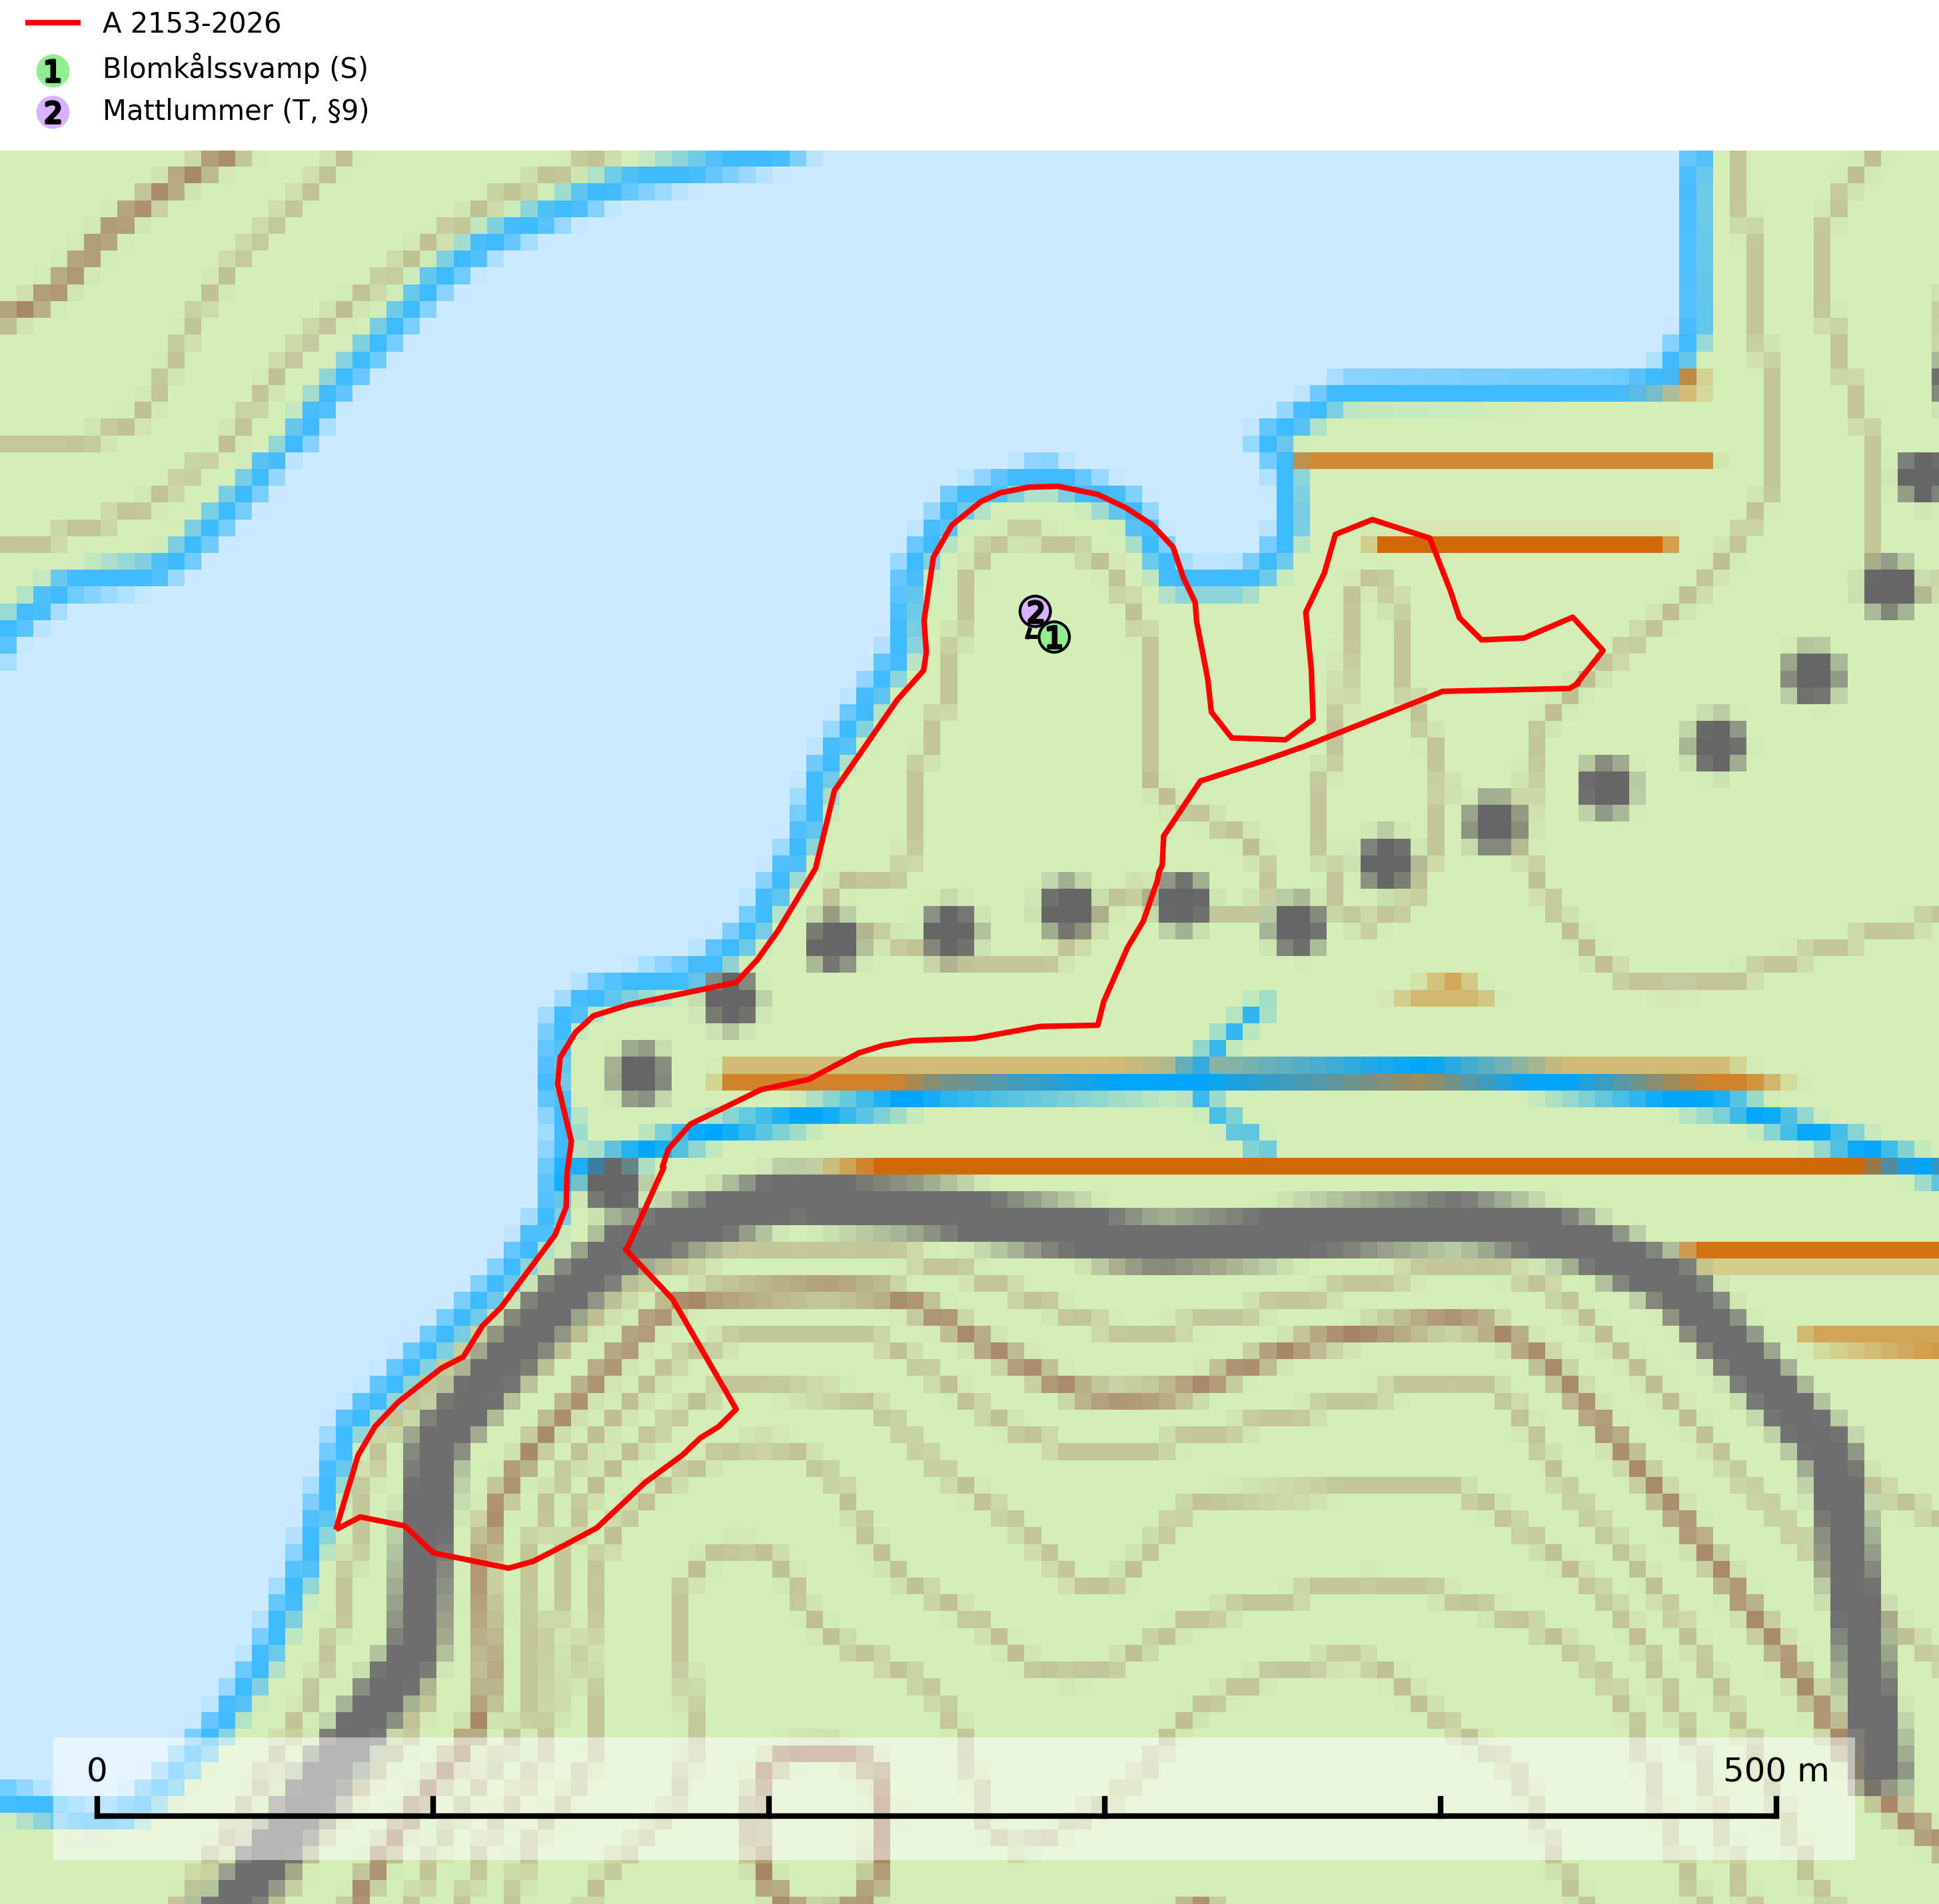 A 2153-2026
1 Blomkålssvamp (S)
2 Mattlummer (T, §9)
2
1
0 500 m